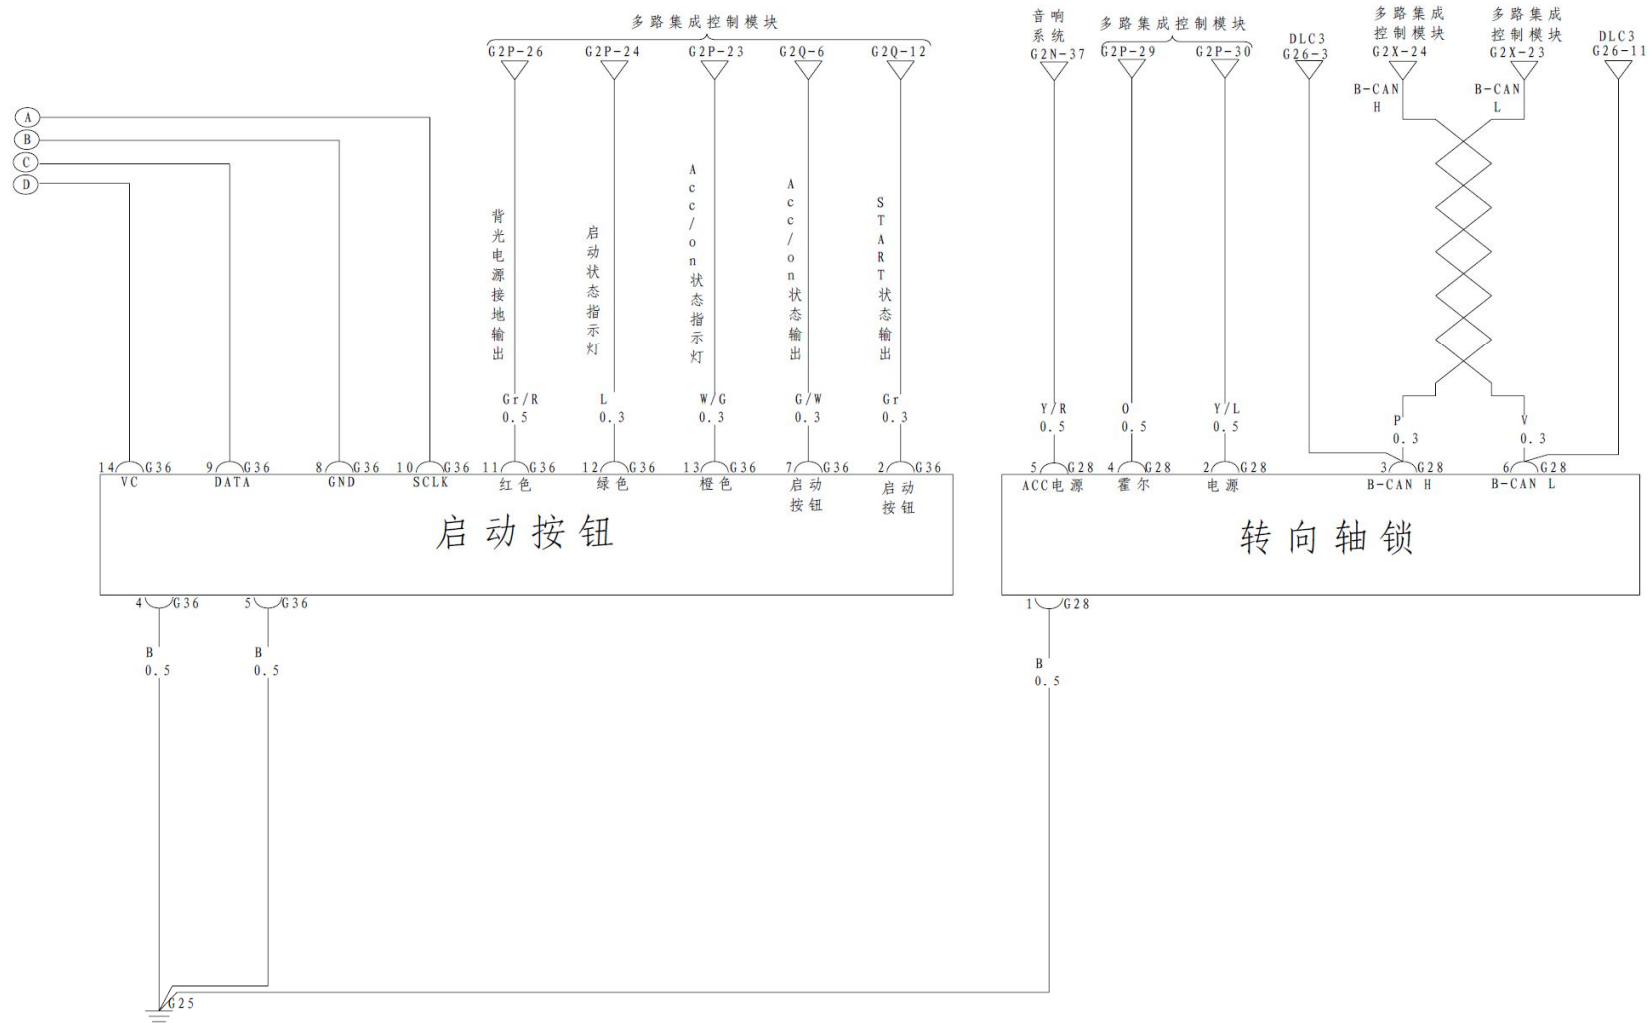 多路集成控制模块
G2P-26 G2P-24 G2P-23 G2Q-6 G2Q-12
音响
系统
G2N-37
多路集成控制模块
G2P-29 G2P-30
DLC3
G26-3
多路集成
控制模块
G2X-24
多路集成
控制模块
G2X-23
DLC3
G26-11
B-CAN
H
B-CAN
L
A
B
C
D
背光电源接地输出
启动状态指示灯
Acc/on状态指示灯
Acc/on状态输出
START状态输出
Gr/R
0.5
L
0.3
W/G
0.3
G/W
0.3
Gr
0.3
Y/R
0.5
O
0.5
Y/L
0.5
P
0.3
V
0.3
14 G36 9 G36 8 G36 10 G36 11 G36 12 G36 13 G36 7 G36 2 G36
VC DATA GND SCLK 红色 绿色 橙色
启动
按钮
启动
按钮
启动按钮
5 G28 4 G28 2 G28 3 G28 6 G28
ACC电源 霍尔 电源 B-CAN H B-CAN L
转向轴锁
4 G36 5 G36
1 G28
B
0.5
B
0.5
B
0.5
G25